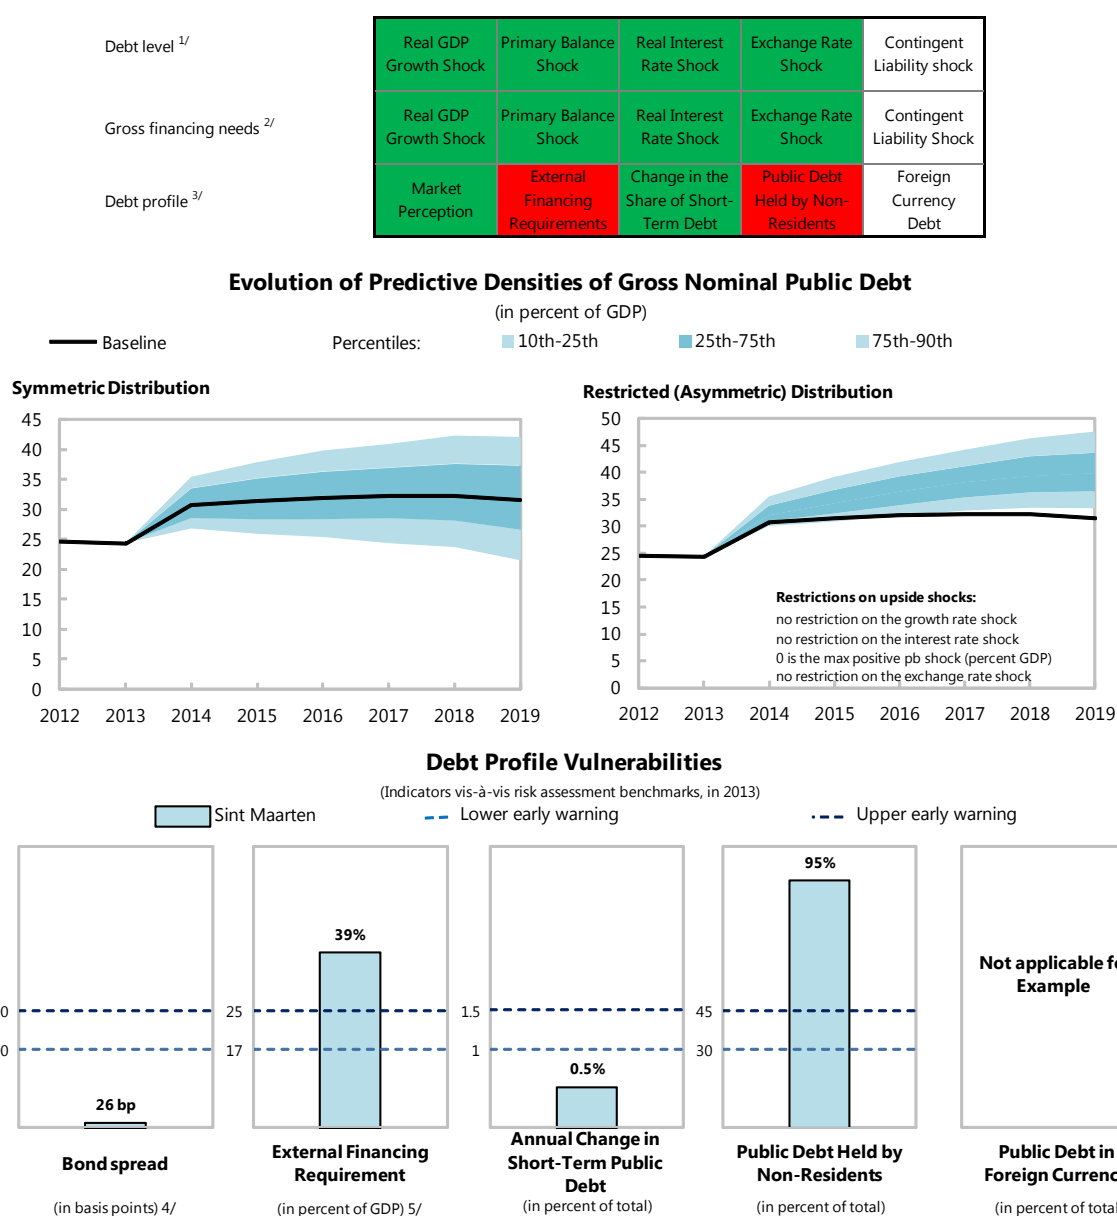 Debt level 1/
Real GDP Growth Shock
Primary Balance Shock
Real Interest Rate Shock
Exchange Rate Shock
Contingent Liability shock
Gross financing needs 2/
Real GDP Growth Shock
Primary Balance Shock
Real Interest Rate Shock
Exchange Rate Shock
Contingent Liability Shock
Debt profile 3/
Market Perception
External Financing Requirements
Change in the Share of Short-Term Debt
Public Debt Held by Non-Residents
Foreign Currency Debt
Evolution of Predictive Densities of Gross Nominal Public Debt
(in percent of GDP)
Baseline
Percentiles:
10th-25th
25th-75th
75th-90th
Symmetric Distribution
45
40
35
30
25
20
15
10
5
0
2012 2013 2014 2015 2016 2017 2018 2019
Restricted (Asymmetric) Distribution
50
45
40
35
30
25
20
15
10
5
0
Restrictions on upside shocks:
no restriction on the growth rate shock
no restriction on the interest rate shock
0 is the max positive pb shock (percent GDP)
no restriction on the exchange rate shock
2012 2013 2014 2015 2016 2017 2018 2019
Debt Profile Vulnerabilities
(Indicators vis-à-vis risk assessment benchmarks, in 2013)
Sint Maarten
Lower early warning
Upper early warning
0
0
26 bp
Bond spread
(in basis points) 4/
25
17
39%
External Financing
Requirement
(in percent of GDP) 5/
1.5
1
0.5%
Annual Change in
Short-Term Public
Debt
(in percent of total)
45
30
95%
Public Debt Held by
Non-Residents
(in percent of total)
Not applicable
Example
Public Debt in
Foreign
(in percent of